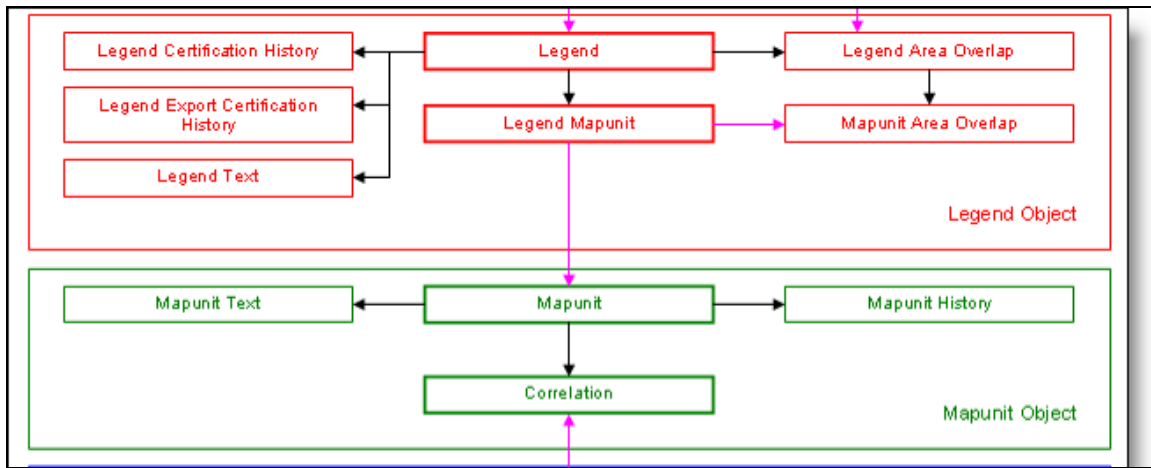 Legend Certification History
Legend
Legend Area Overlap
Legend Export Certification
History
Legend Mapunit
Mapunit Area Overlap
Legend Text
Legend Object
Mapunit Text
Mapunit
Mapunit History
Correlation
Mapunit Object